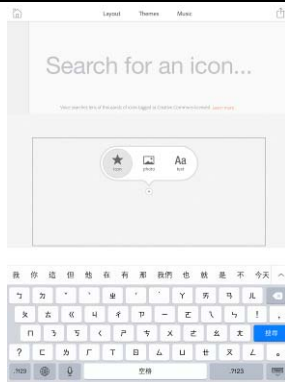 Layout Themes Music
Search for an icon...
icon photo Aa
text
我 你 這 但 他 在 有 那 我們 也 就 是 不 今天
ㄅ ㄉ ˇ ˋ ㄓ ˊ ˙ ㄚ ㄞ ㄢ ㄦ
ㄆ ㄊ ㄍ ㄐ ㄔ ㄗ ㄧ ㄛ ㄟ ㄣ
ㄇ ㄋ ㄎ ㄑ ㄕ ㄘ ㄨ ㄜ ㄠ ㄤ
? ㄈ ㄌ ㄏ ㄒ ㄖ ㄙ ㄩ ㄝ ㄡ ㄥ 。
.?123 空格 .?123